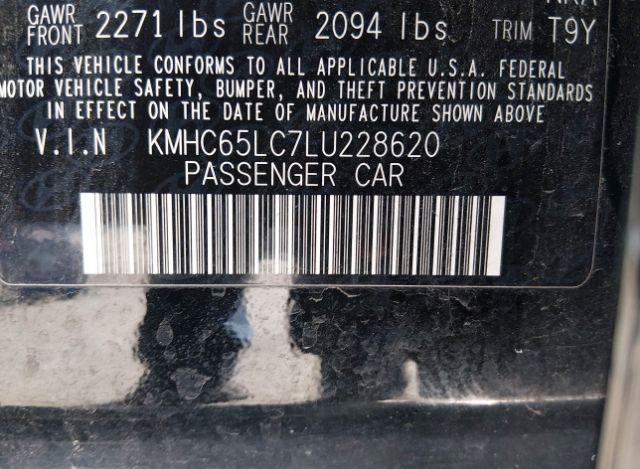 GAWR FRONT 2271 lbs GAWR REAR 2094 lbs TRIM T9Y
THIS VEHICLE CONFORMS TO ALL APPLICABLE U.S.A. FEDERAL
MOTOR VEHICLE SAFETY, BUMPER, AND THEFT PREVENTION STANDARDS
IN EFFECT ON THE DATE OF MANUFACTURE SHOWN ABOVE
V.I.N KMHC65LC7LU228620
PASSENGER CAR